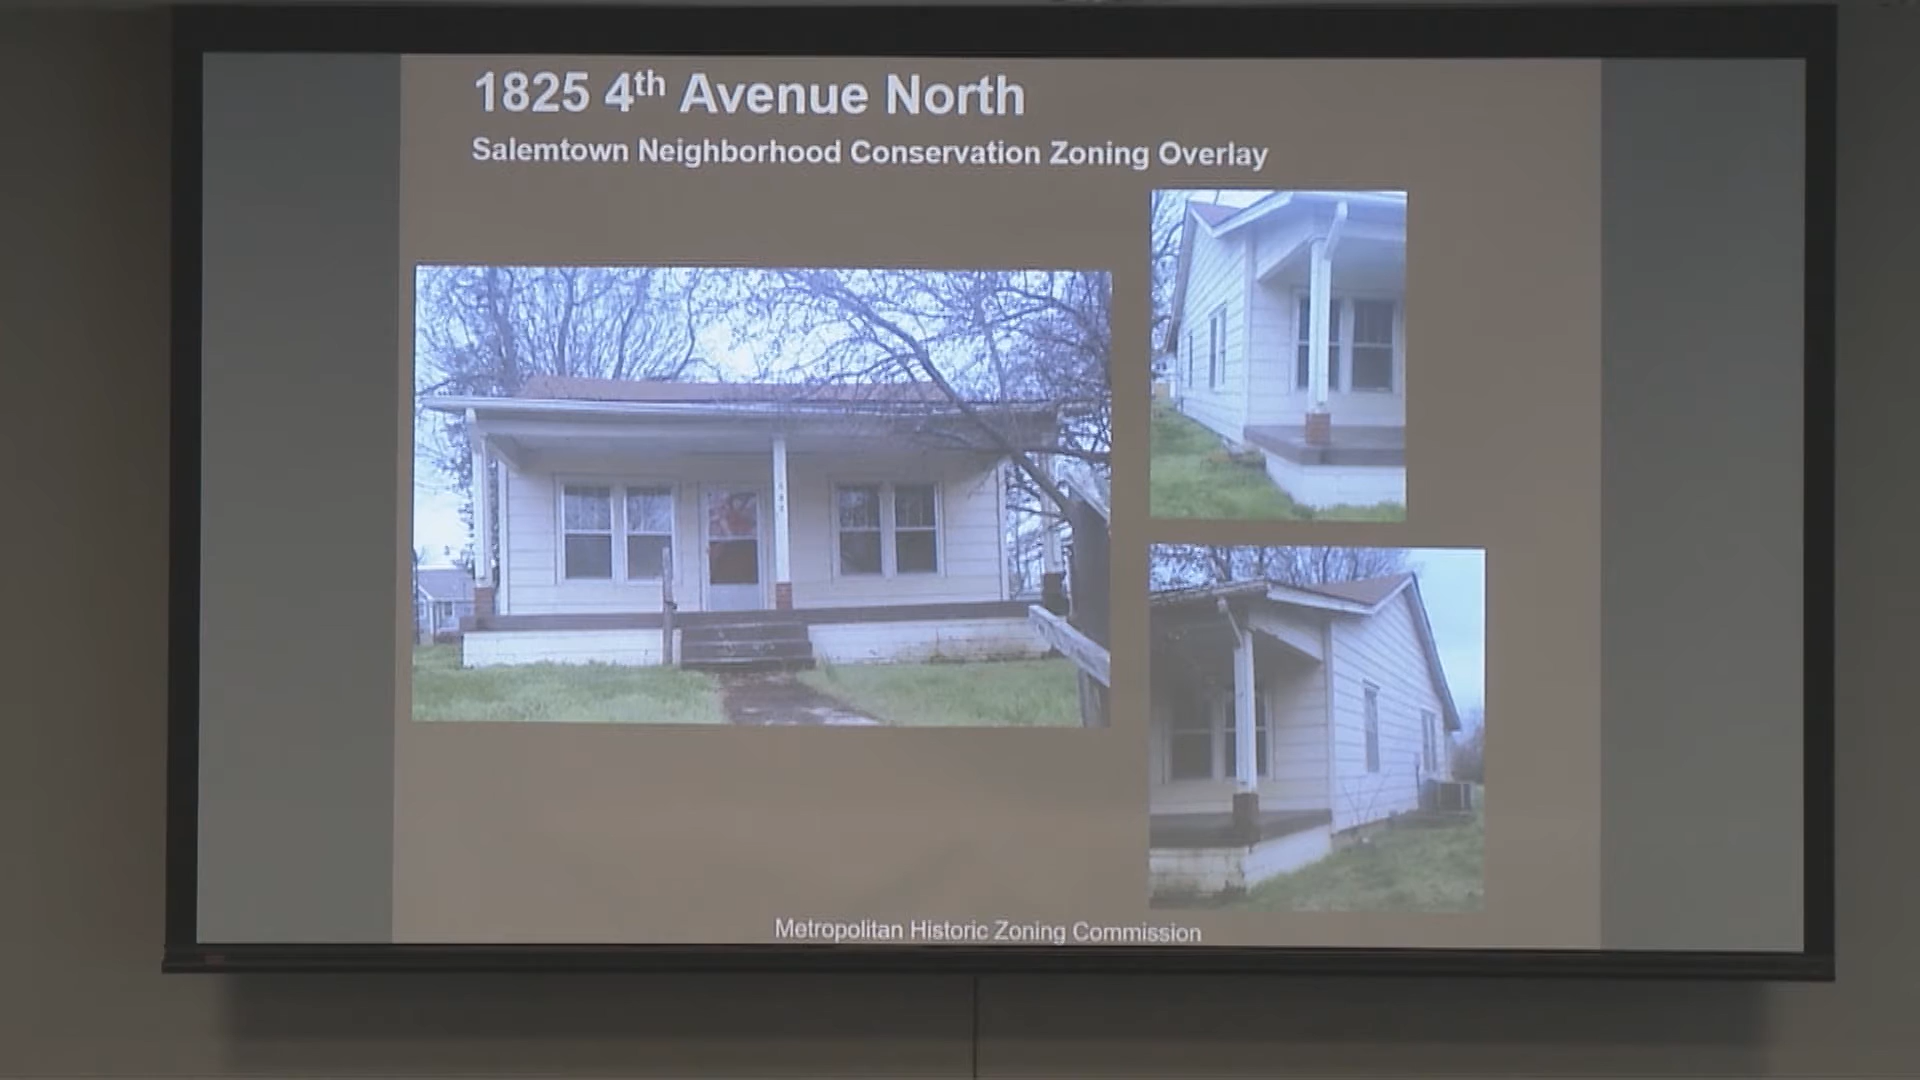 1825 4th Avenue North
Salemtown Neighborhood Conservation Zoning Overlay
Metropolitan Historic Zoning Commission